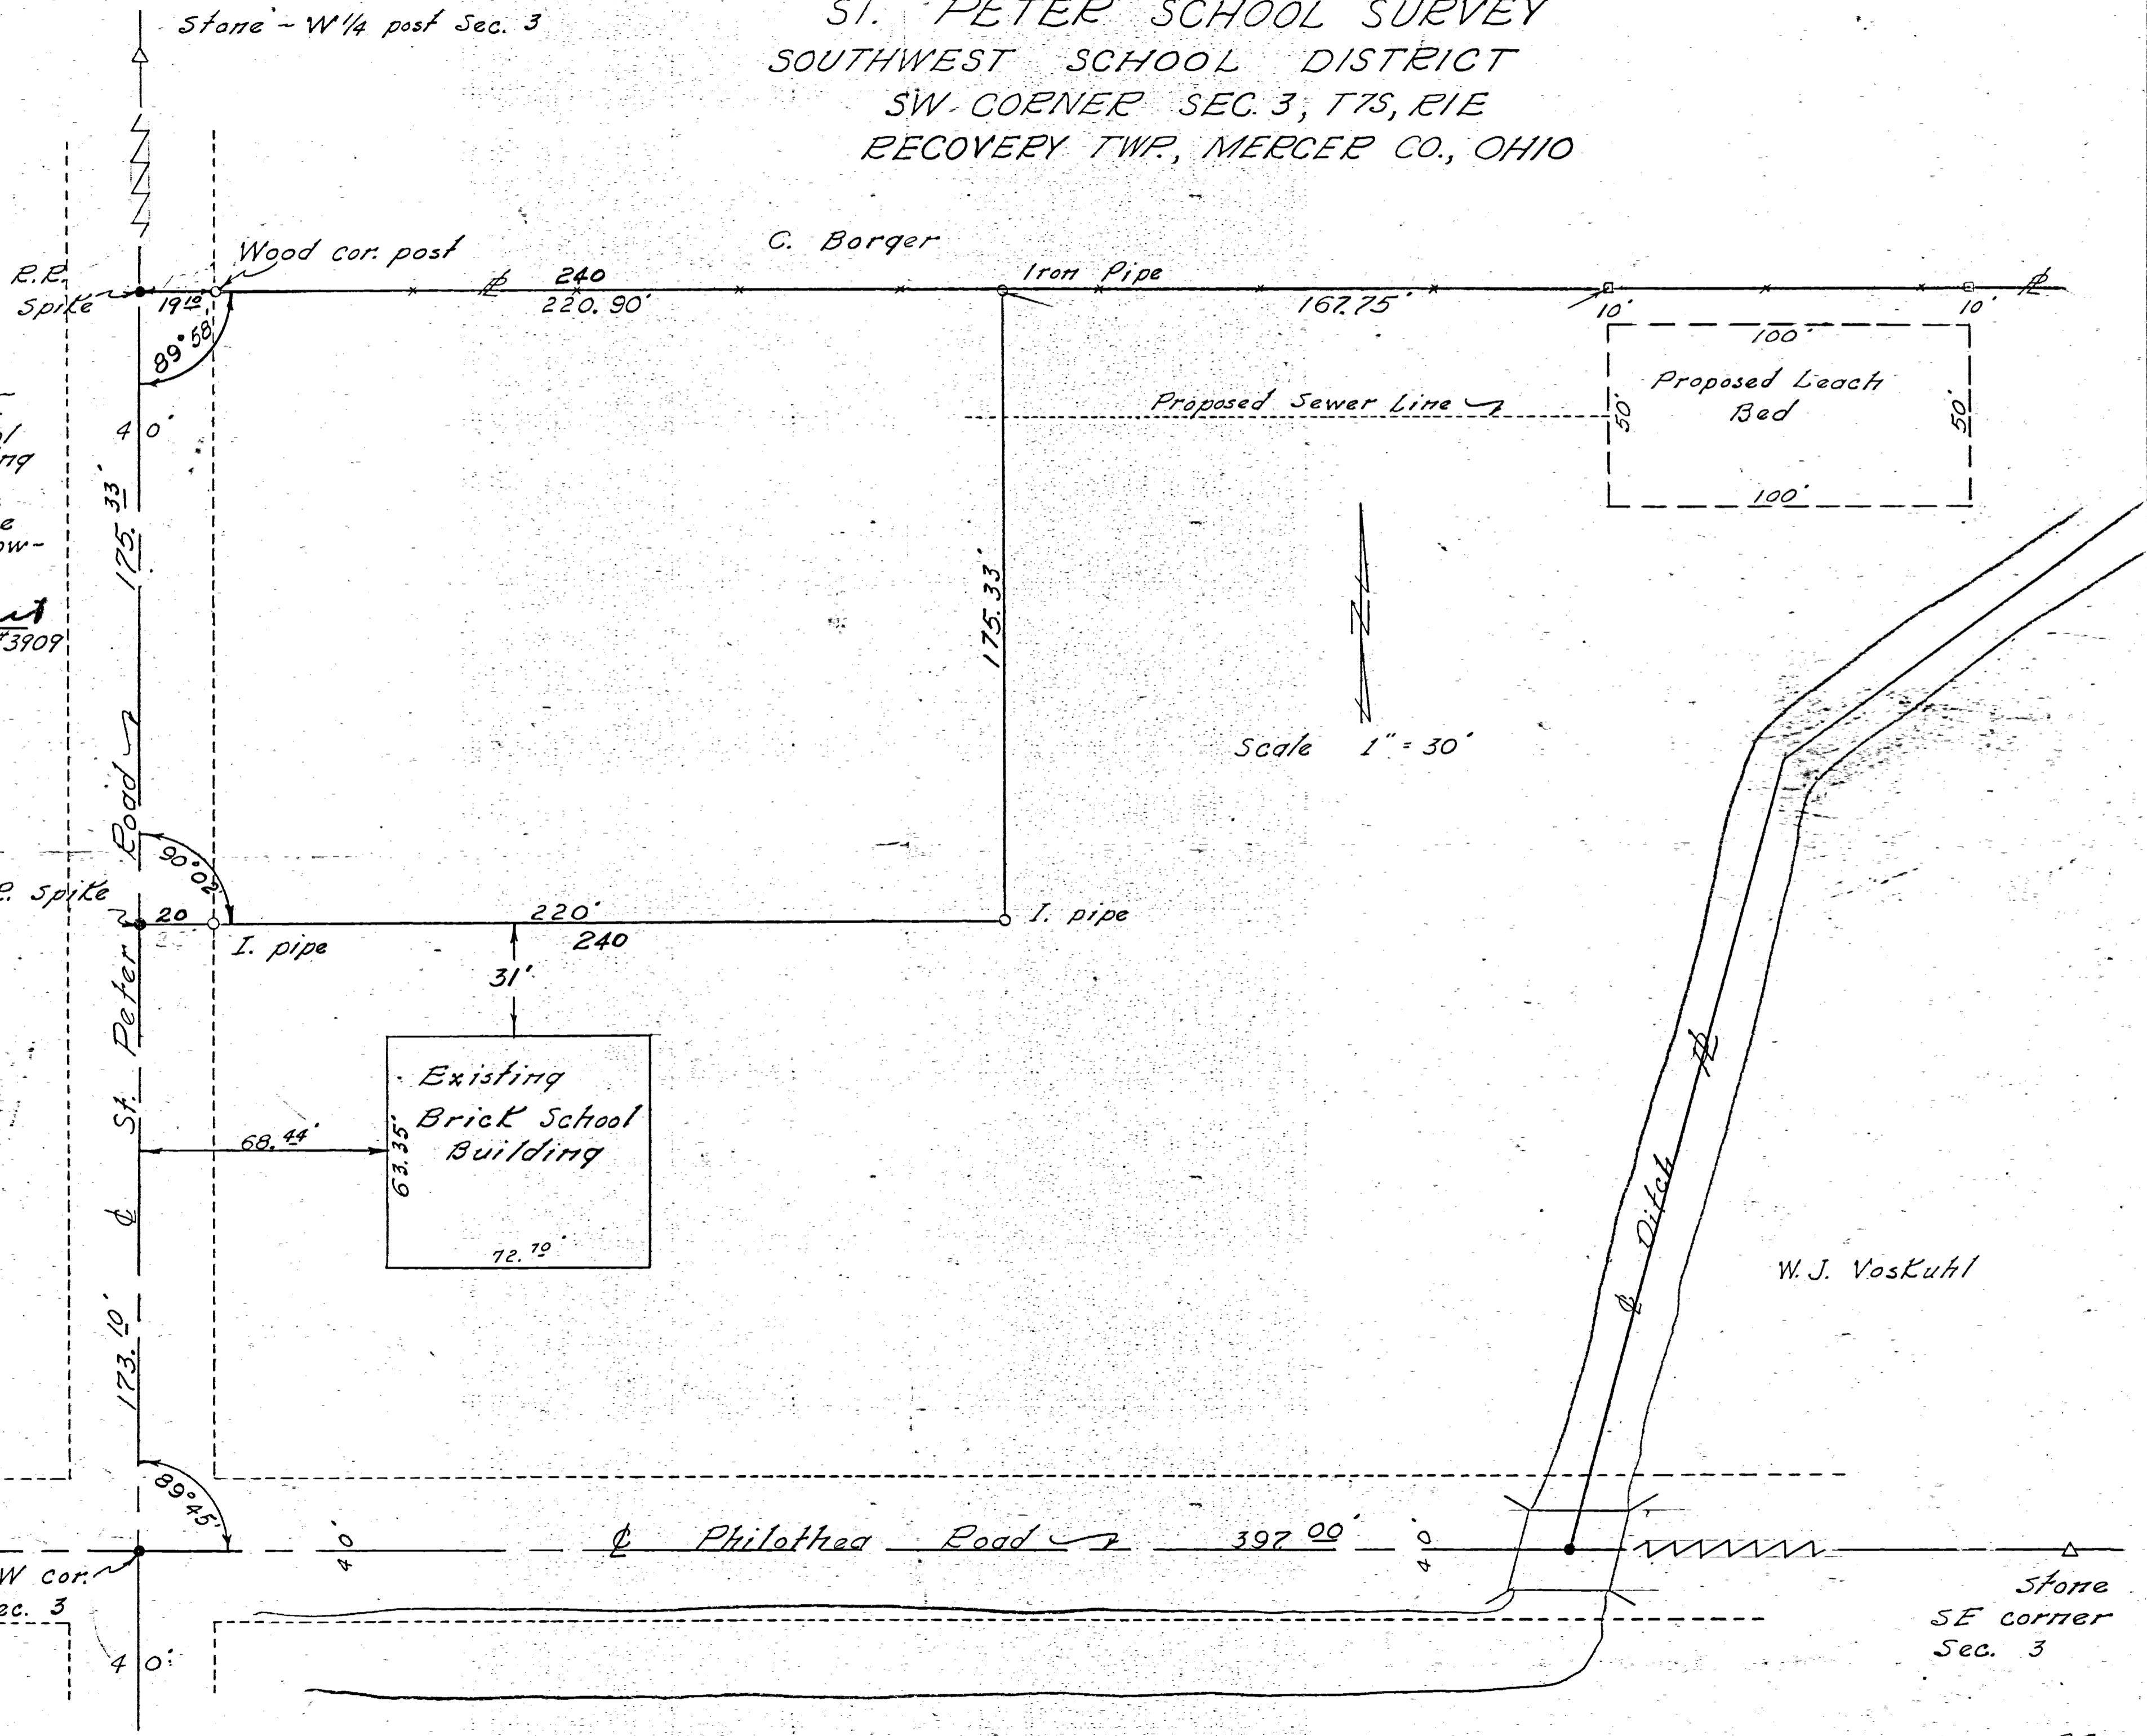 Stone ~ W 1/4 post Sec. 3
ST. PETER SCHOOL SURVEY
SOUTHWEST SCHOOL DISTRICT
SW. CORNER SEC. 3, T7S, R1E
RECOVERY TWP., MERCER CO., OHIO
Wood cor. post
C. Borger
R.R.
Spike
19.10
240
220.90'
Iron Pipe
167.75'
10'
10'
89°58'
100'
Proposed Leach
Bed
50'
50'
100'
Proposed Sewer Line
40'
175.33'
175.33'
#3909
Scale 1" = 30'
N
90°02'
Spike
20
220'
240
I. pipe
I. pipe
31'
℄ St. Peter Road
Existing
Brick School
Building
68.44'
63.35'
72.70'
℄ Ditch
W. J. Voskuhl
173.10'
89°45'
40'
℄ Philothea Road
397.00'
40'
W cor.
Sec. 3
Stone
SE corner
Sec. 3
40'